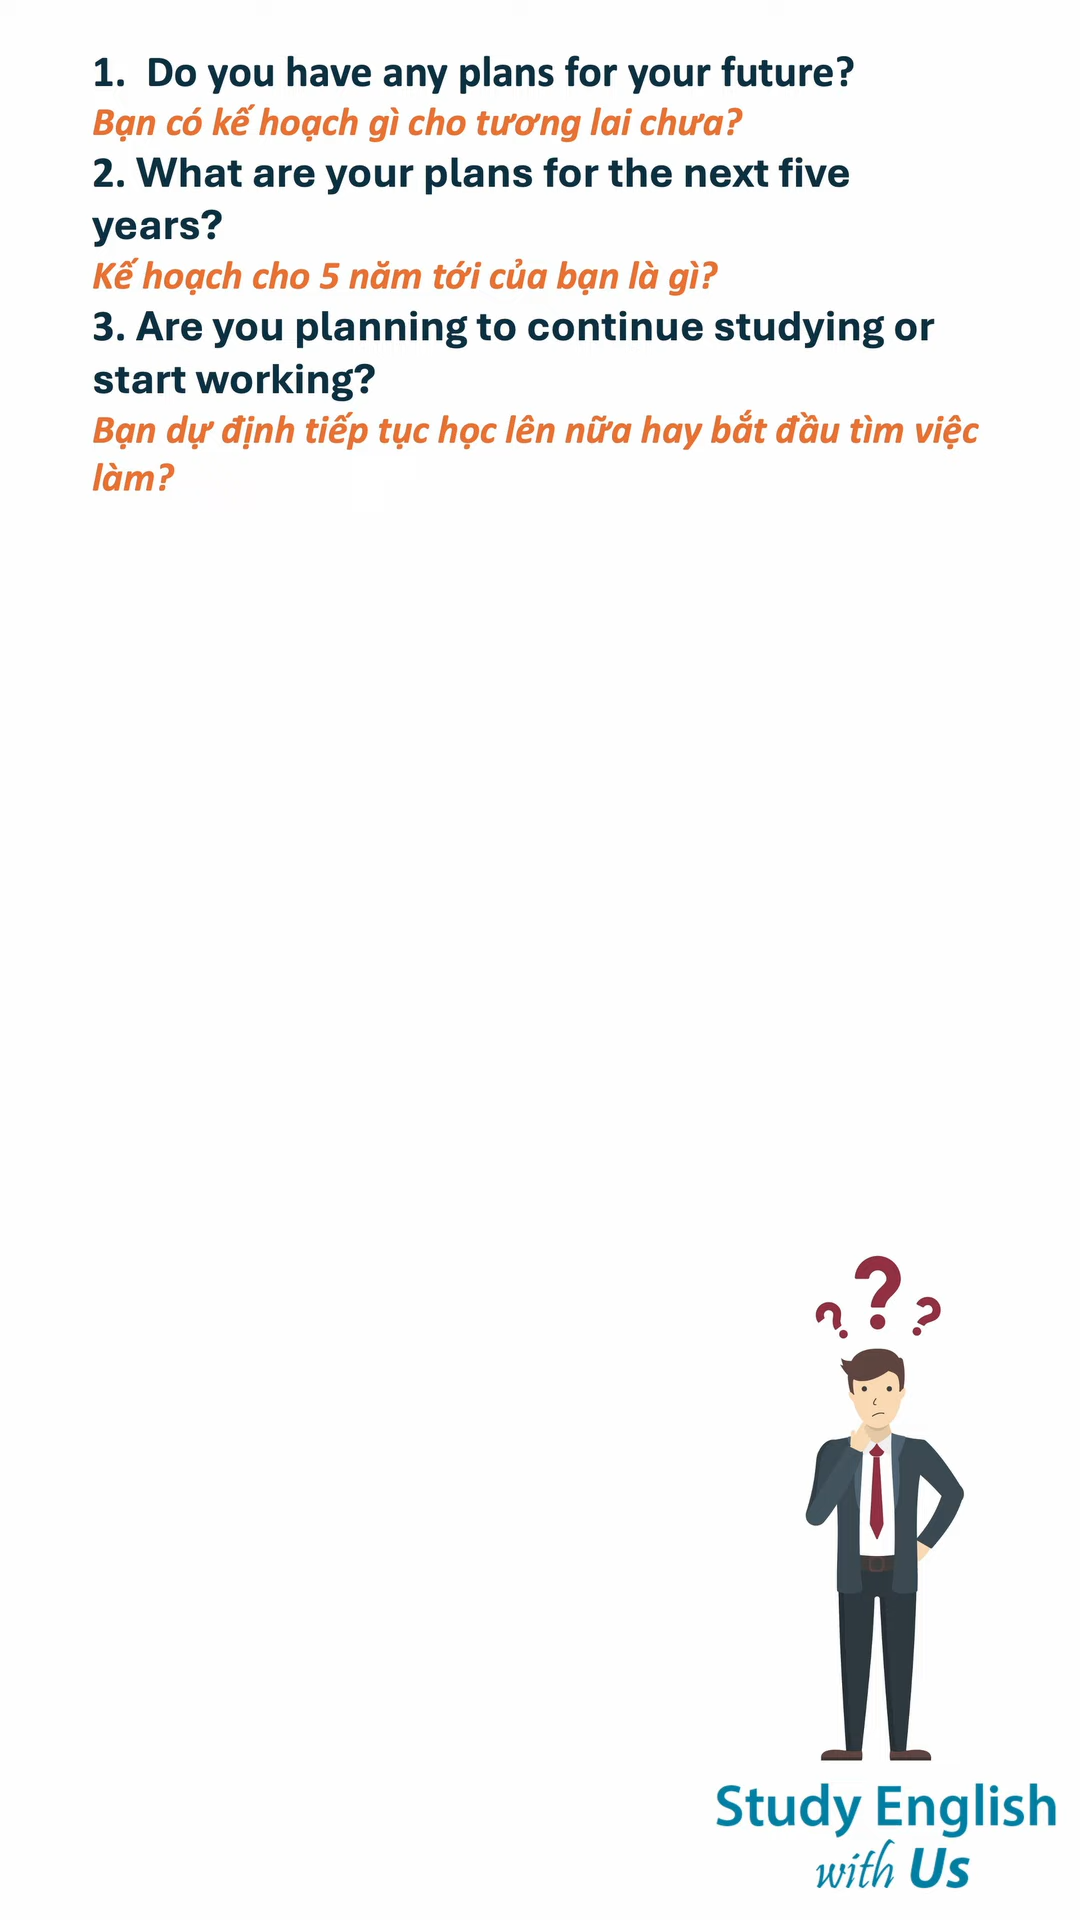 1.  Do you have any plans for your future?
Bạn có kế hoạch gì cho tương lai chưa?
2. What are your plans for the next five
years?
Kế hoạch cho 5 năm tới của bạn là gì?
3. Are you planning to continue studying or
start working?
Bạn dự định tiếp tục học lên nữa hay bắt đầu tìm việc
làm?
? ? ?
Study English
with Us